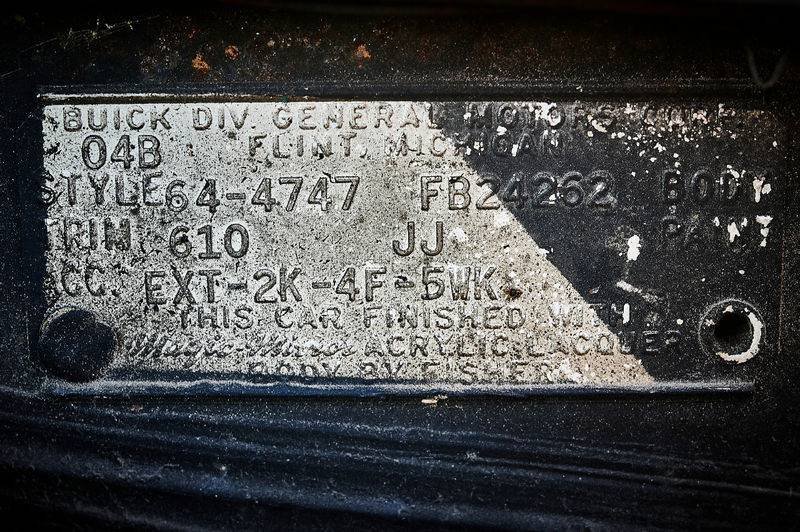 BUICK DIV. GENERAL MOTORS CORP.
04B FLINT, MICHIGAN
STYLE 64-4747 FB24262 BODY
TRIM 610 JJ PAINT
ACC. EXT-2K-4F-5WK
THIS CAR FINISHED WITH
Magic-Mirror ACRYLIC LACQUER
BODY BY FISHER